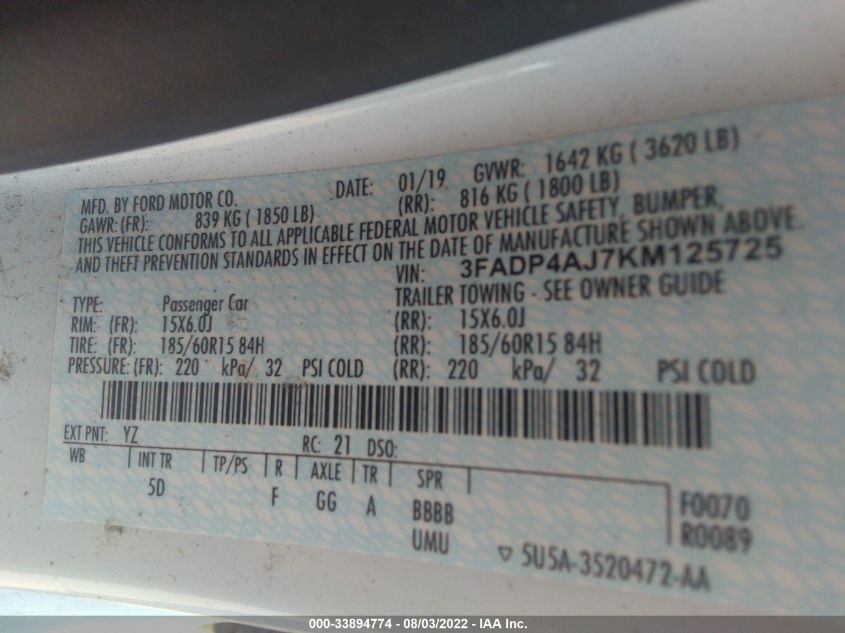 MFD. BY FORD MOTOR CO. DATE: 01/19 GVWR: 1642 KG ( 3620 LB)
GAWR: (FR): 839 KG ( 1850 LB) (RR): 816 KG ( 1800 LB)
THIS VEHICLE CONFORMS TO ALL APPLICABLE FEDERAL MOTOR VEHICLE SAFETY, BUMPER,
AND THEFT PREVENTION STANDARDS IN EFFECT ON THE DATE OF MANUFACTURE SHOWN ABOVE.
VIN: 3FADP4AJ7KM125725
TYPE: Passenger Car TRAILER TOWING - SEE OWNER GUIDE
RIM: (FR): 15X6.0J (RR): 15X6.0J
TIRE: (FR): 185/60R15 84H (RR): 185/60R15 84H
PRESSURE: (FR): 220 kPa/ 32 PSI COLD (RR): 220 kPa/ 32 PSI COLD
EXT PNT: YZ RC: 21 DSO:
WB INT TR TP/PS R AXLE TR SPR
5D F GG A BBBB F0070
UMU R0089
5U5A-3520472-AA
000-33894774 - 08/03/2022 - IAA Inc.